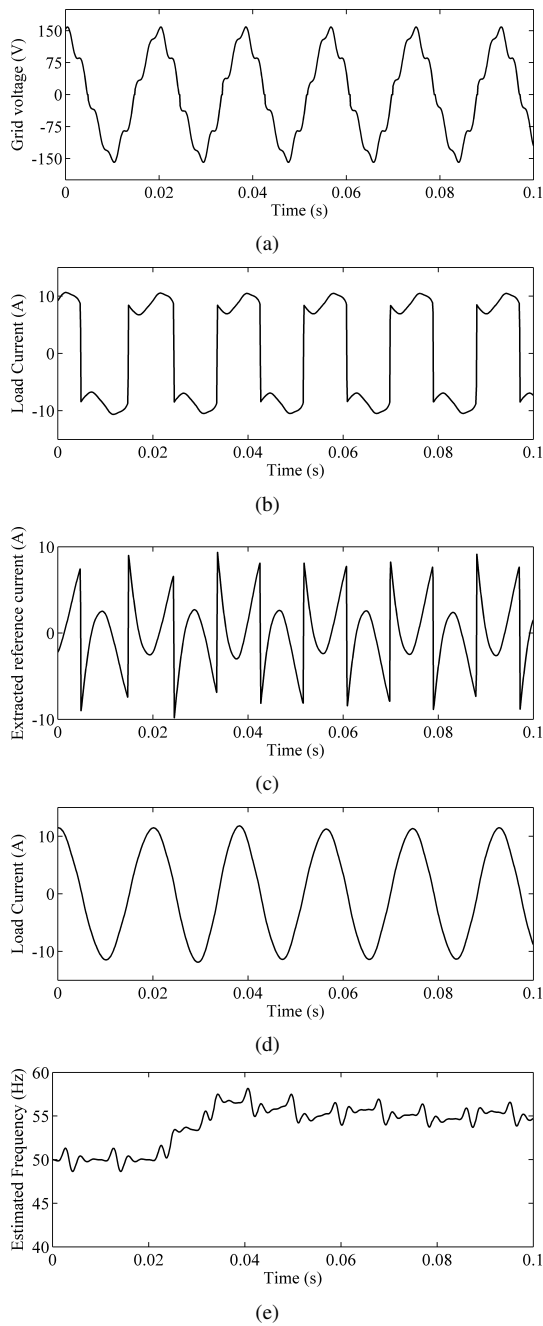 150
75
0
-75
-150
Grid voltage (V)
0 0.02 0.04 0.06 0.08 0.1
Time (s)
(a)
10
0
-10
Load Current (A)
0 0.02 0.04 0.06 0.08 0.1
Time (s)
(b)
10
0
-10
Extracted reference current (A)
0 0.02 0.04 0.06 0.08 0.1
Time (s)
(c)
10
0
-10
Load Current (A)
0 0.02 0.04 0.06 0.08 0.1
Time (s)
(d)
60
55
50
45
40
Estimated Frequency (Hz)
0 0.02 0.04 0.06 0.08 0.1
Time (s)
(e)